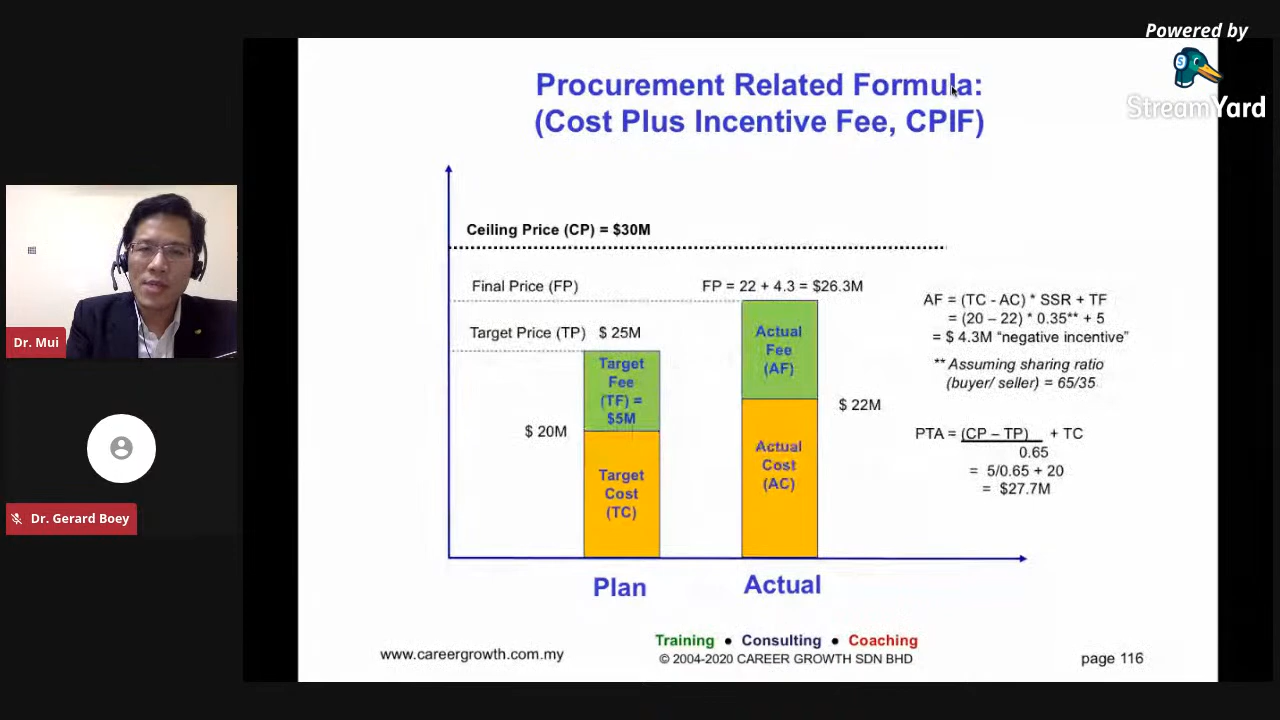 Powered by
StreamYard
Procurement Related Formula:
(Cost Plus Incentive Fee, CPIF)
Ceiling Price (CP) = $30M
Final Price (FP)
FP = 22 + 4.3 = $26.3M
Target Price (TP) $ 25M
Target
Fee
(TF) =
$5M
$ 20M
Target
Cost
(TC)
Actual
Fee
(AF)
$ 22M
Actual
Cost
(AC)
AF = (TC - AC) * SSR + TF
= (20 – 22) * 0.35** + 5
= $ 4.3M “negative incentive”
** Assuming sharing ratio
(buyer/ seller) = 65/35
PTA = (CP – TP) + TC
0.65
= 5/0.65 + 20
= $27.7M
Plan
Actual
Training ● Consulting ● Coaching
www.careergrowth.com.my
© 2004-2020 CAREER GROWTH SDN BHD
page 116
Dr. Mui
Dr. Gerard Boey